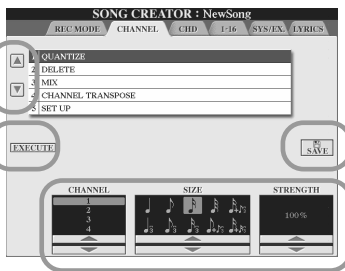 SONG CREATOR : NewSong
REC MODE CHANNEL CHD 1-16 SYS/EX. LYRICS
1 QUANTIZE
2 DELETE
3 MIX
4 CHANNEL TRANSPOSE
5 SET UP
EXECUTE
SAVE
CHANNEL SIZE STRENGTH
1
2
3
4
100%